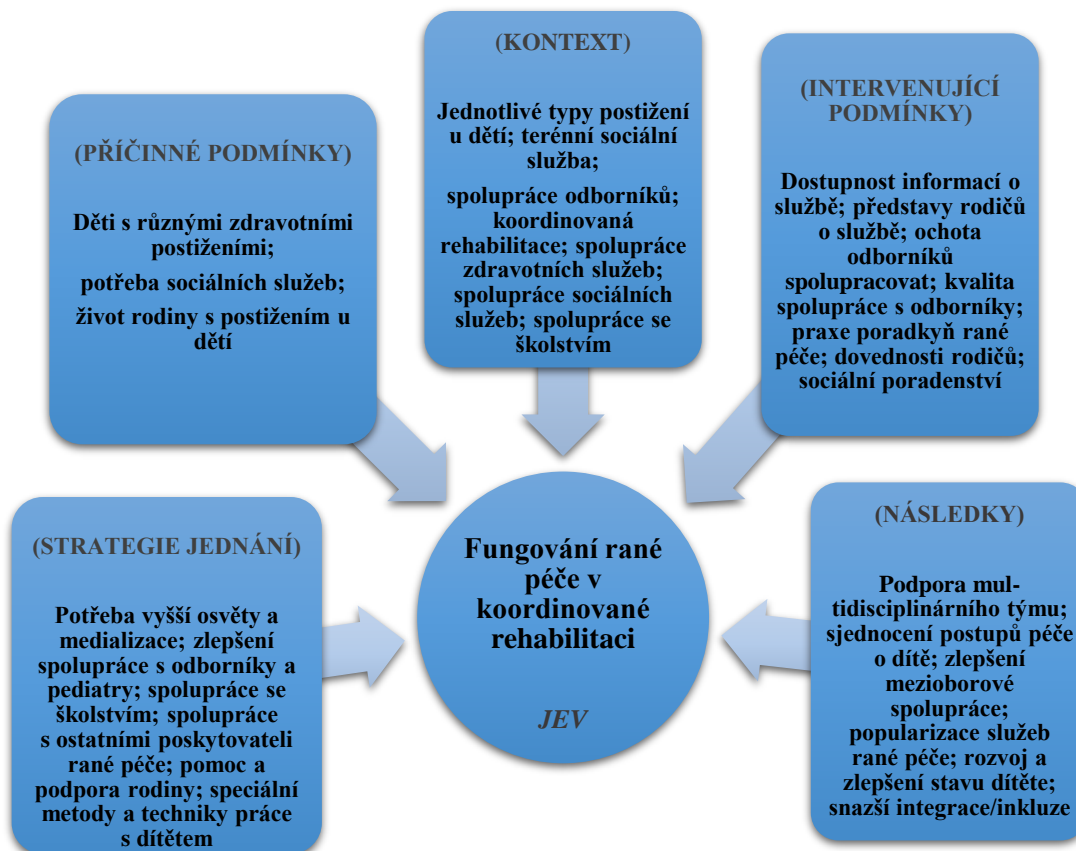 (PŘÍČINNÉ PODMÍNKY)
Děti s různými zdravotními
postiženími;
potřeba sociálních služeb;
život rodiny s postižením u
dětí
(KONTEXT)
Jednotlivé typy postižení
u dětí; terénní sociální
služba;
spolupráce odborníků;
koordinovaná
rehabilitace; spolupráce
zdravotních služeb;
spolupráce sociálních
služeb; spolupráce se
školstvím
(INTERVENUJÍCÍ
PODMÍNKY)
Dostupnost informací o
službě; představy rodičů
o službě; ochota
odborníků
spolupracovat; kvalita
spolupráce s odborníky;
praxe poradkyň rané
péče; dovednosti rodičů;
sociální poradenství
(STRATEGIE JEDNÁNÍ)
Potřeba vyšší osvěty a
medializace; zlepšení
spolupráce s odborníky a
pediatry; spolupráce se
školstvím; spolupráce
s ostatními poskytovateli
rané péče; pomoc a
podpora rodiny; speciální
metody a techniky práce
s dítětem
Fungování rané
péče v
koordinované
rehabilitaci
JEV
(NÁSLEDKY)
Podpora mul-
tidisciplinárního týmu;
sjednocení postupů péče
o dítě; zlepšení
mezioborové
spolupráce;
popularizace služeb
rané péče; rozvoj a
zlepšení stavu dítěte;
snazší integrace/inkluze